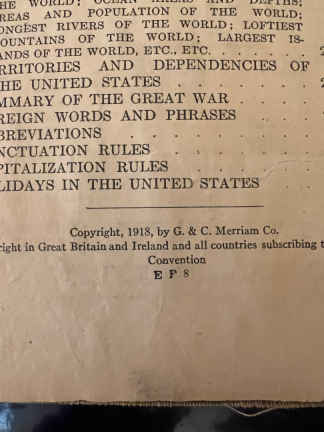 HE WORLD; OCEAN AREAS AND DEPTHS;
REAS AND POPULATION OF THE WORLD;
ONGEST RIVERS OF THE WORLD; LOFTIEST
OUNTAINS OF THE WORLD; LARGEST IS-
ANDS OF THE WORLD, ETC., ETC. . . . . .
RRITORIES AND DEPENDENCIES OF
HE UNITED STATES . . . . . . .
MMARY OF THE GREAT WAR . . . .
REIGN WORDS AND PHRASES . . .
BREVIATIONS . . . . . . . .
NCTUATION RULES . . . . . .
PITALIZATION RULES . . . . .
LIDAYS IN THE UNITED STATES . .
Copyright, 1918, by G. & C. Merriam Co.
right in Great Britain and Ireland and all countries subscribing t
Convention
E P 8